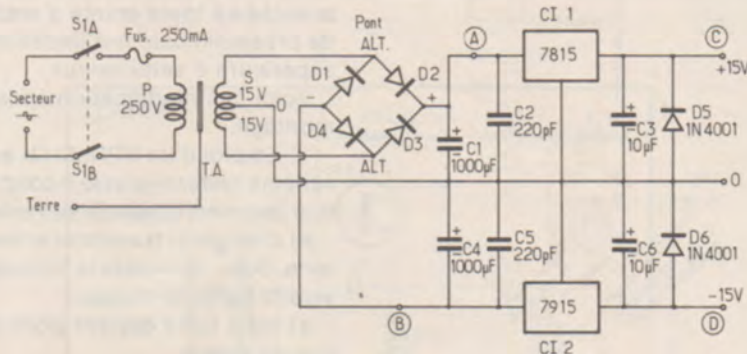 S1A
Fus. 250mA
Secteur
P
250V
S1B
Terre
T.A.
S
15V
15V
0
Pont
ALT.
D1
D2
D4
D3
ALT.
A
C1
1000µF
C2
220pF
CI 1
7815
C3
10µF
D5
1N4001
C
+15V
0
C4
1000µF
C5
220pF
C6
10µF
D6
1N4001
B
7915
CI 2
-15V
D